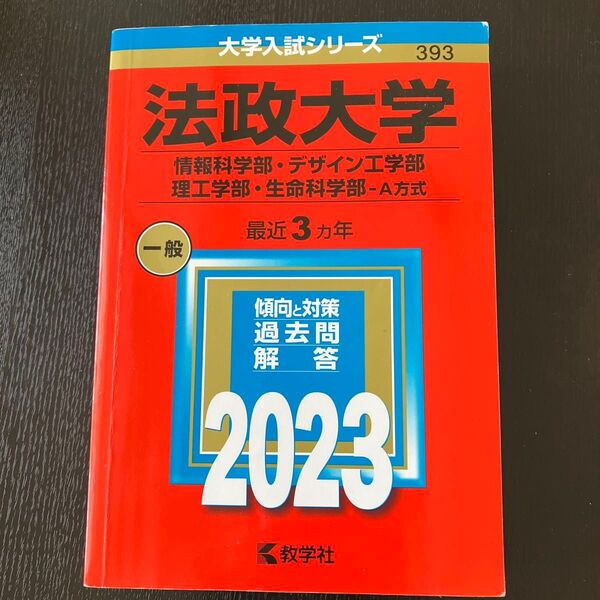 大学入試シリーズ
393
法政大学
情報科学部・デザイン工学部
理工学部・生命科学部-A方式
最近3カ年
一般
傾向と対策
過去問
解答
2023
教学社